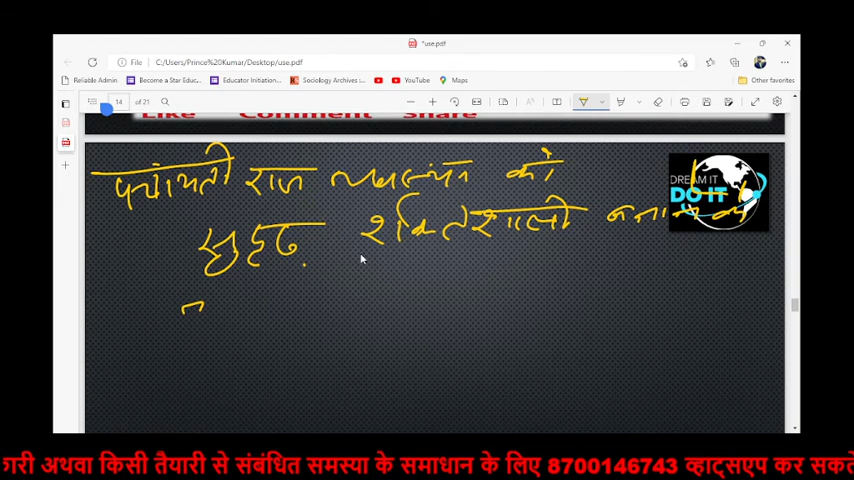 *use.pdf
File C:/Users/Prince%20Kumar/Desktop/use.pdf
Reliable Admin Become a Star Educ... Educator Initiation... Sociology Archives |... YouTube Maps Other favorites
14 of 21
Like Comment Share
पंचायती राज को
सुदृढ़ शक्तिशाली बनाने
DREAM IT
DO IT
गरी अथवा किसी तैयारी से संबंधित समस्या के समाधान के लिए 8700146743 व्हाट्सएप कर सकते